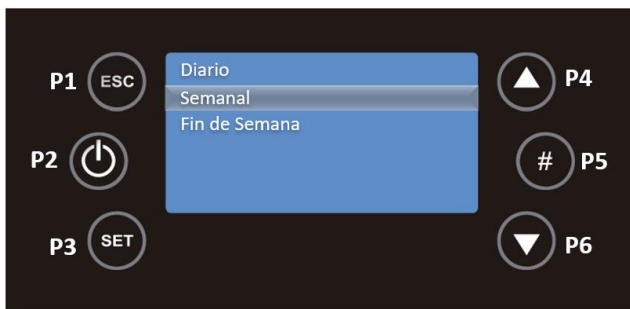 P1 ESC
Diario
P4
Semanal
Fin de Semana
P2
# P5
P3 SET
P6